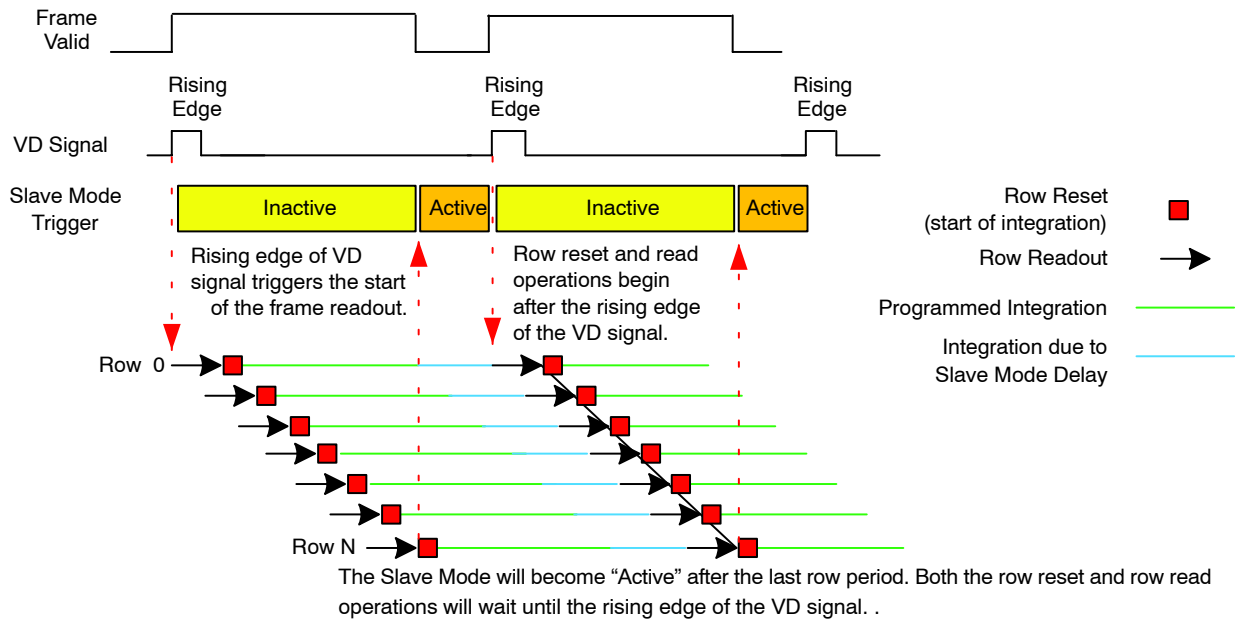 Frame
Valid
Rising
Edge
Rising
Edge
Rising
Edge
VD Signal
Slave Mode
Trigger
Inactive
Active
Inactive
Active
Row Reset
(start of integration)
Row Readout
Programmed Integration
Integration due to
Slave Mode Delay
Rising edge of VD
signal triggers the start
of the frame readout.
Row reset and read
operations begin
after the rising edge
of the VD signal.
Row 0
Row N
The Slave Mode will become “Active” after the last row period. Both the row reset and row read
operations will wait until the rising edge of the VD signal. .